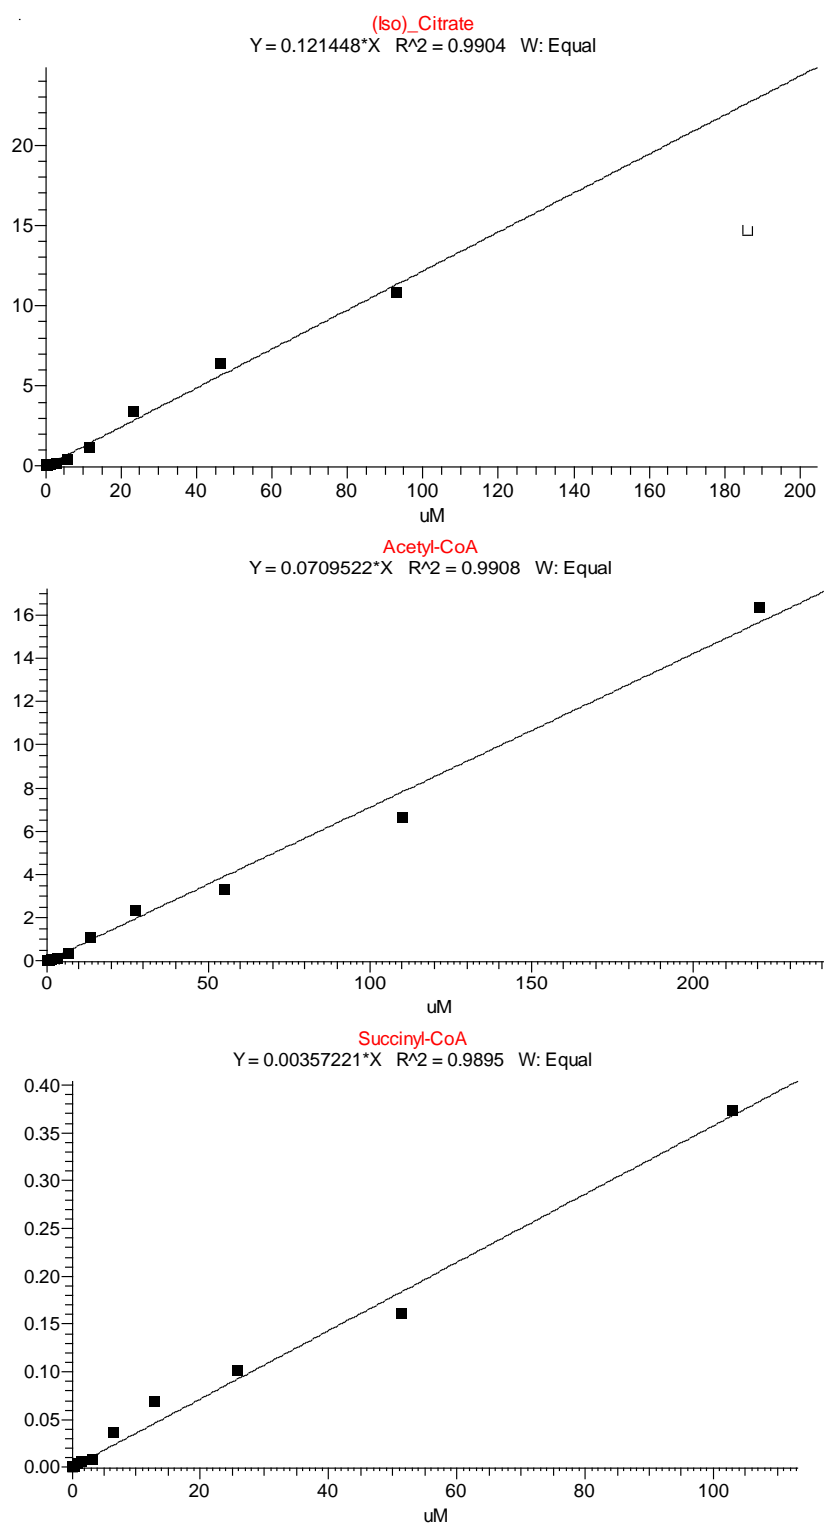 (Iso)_Citrate
Y = 0.121448*X R^2 = 0.9904 W: Equal
20
15
10
5
0
0 20 40 60 80 100 120 140 160 180 200
uM
Acetyl-CoA
Y = 0.0709522*X R^2 = 0.9908 W: Equal
16
14
12
10
8
6
4
2
0
0 50 100 150 200
uM
Succinyl-CoA
Y = 0.00357221*X R^2 = 0.9895 W: Equal
0.40
0.35
0.30
0.25
0.20
0.15
0.10
0.05
0.00
0 20 40 60 80 100
uM